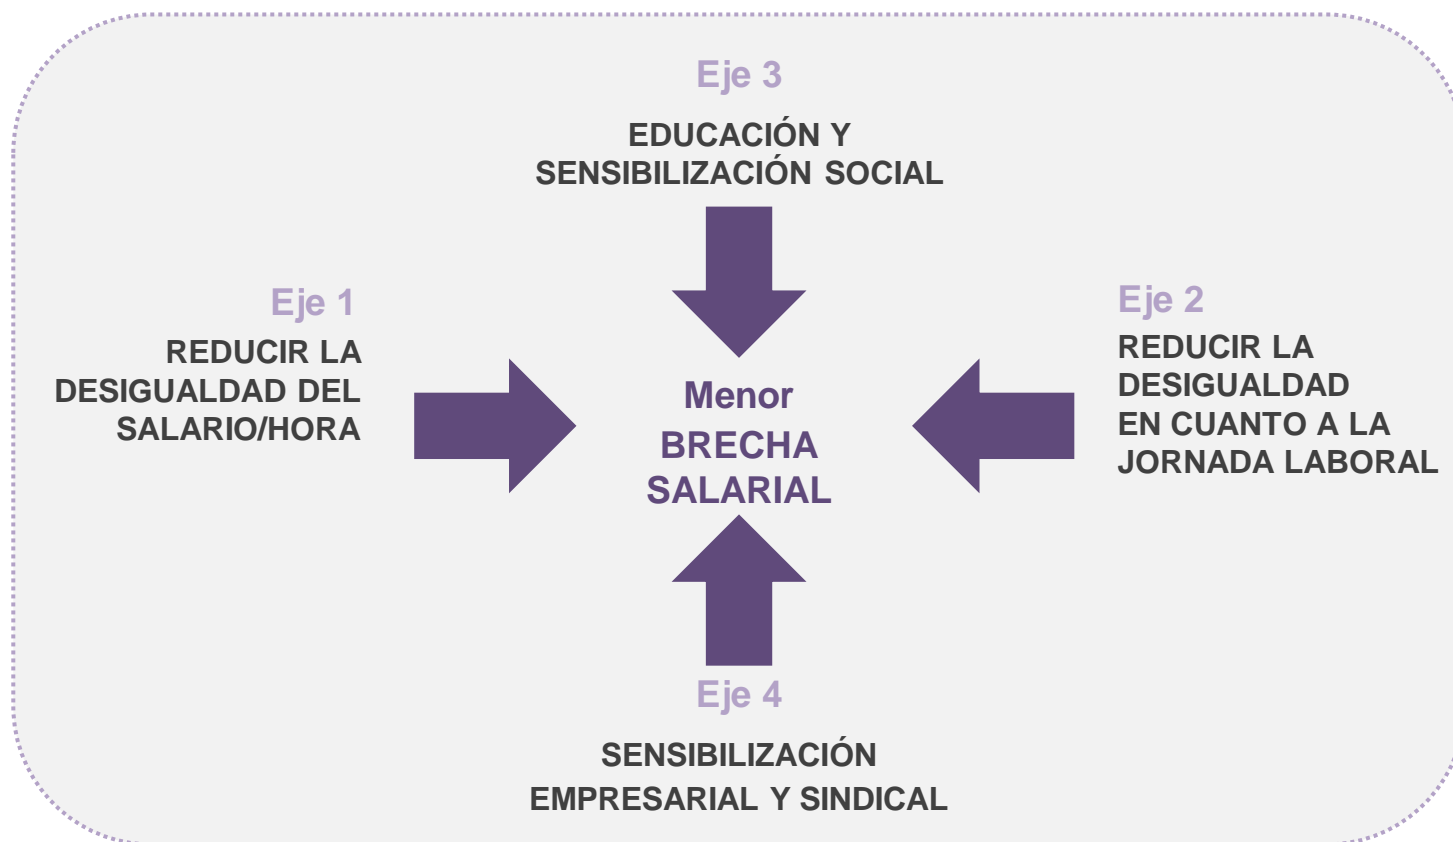 Eje 3
EDUCACIÓN Y
SENSIBILIZACIÓN SOCIAL
Eje 1
REDUCIR LA
DESIGUALDAD DEL
SALARIO/HORA
Menor
BRECHA
SALARIAL
Eje 2
REDUCIR LA
DESIGUALDAD
EN CUANTO A LA
JORNADA LABORAL
Eje 4
SENSIBILIZACIÓN
EMPRESARIAL Y SINDICAL